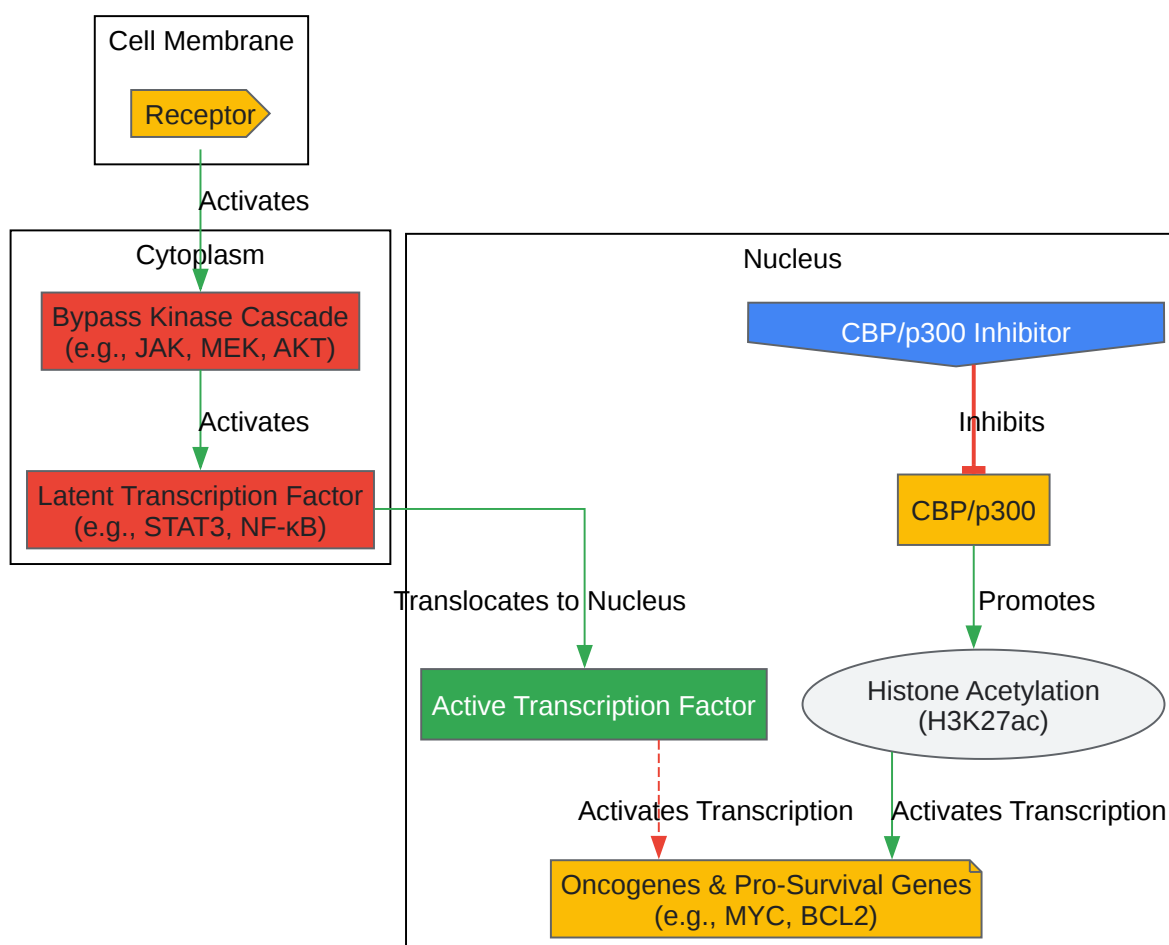 Cell Membrane
Receptor
Activates
Cytoplasm
Bypass Kinase Cascade
(e.g., JAK, MEK, AKT)
Activates
Latent Transcription Factor
(e.g., STAT3, NF-κB)
Translocates to Nucleus
Nucleus
CBP/p300 Inhibitor
Inhibits
CBP/p300
Promotes
Active Transcription Factor
Histone Acetylation
(H3K27ac)
Activates Transcription
Activates Transcription
Oncogenes & Pro-Survival Genes
(e.g., MYC, BCL2)